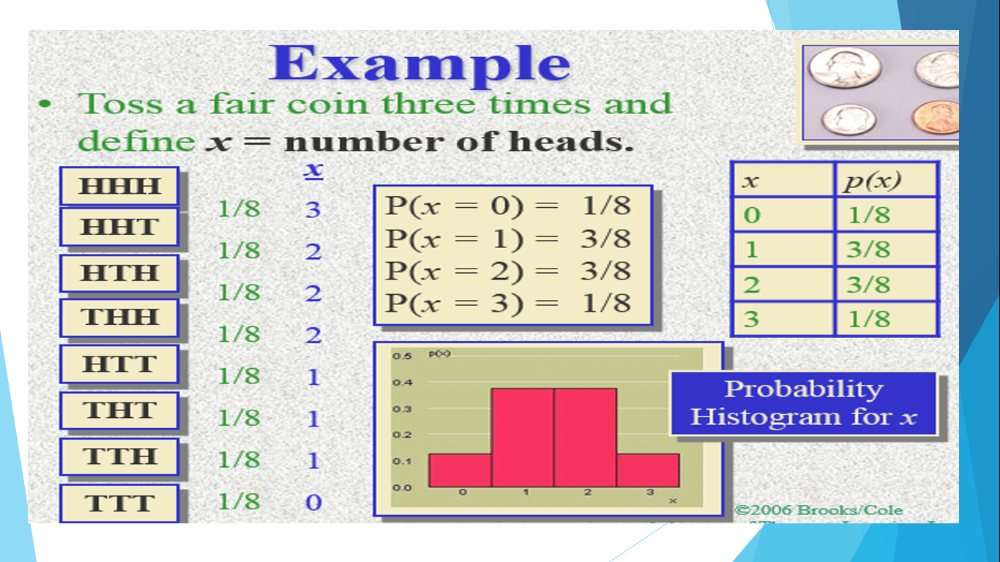 Example
• Toss a fair coin three times and
define x = number of heads.
x
HHH 1/8 3
HHT 1/8 2
HTH 1/8 2
THH 1/8 2
HTT 1/8 1
THT 1/8 1
TTH 1/8 1
TTT 1/8 0
P(x = 0) = 1/8
P(x = 1) = 3/8
P(x = 2) = 3/8
P(x = 3) = 1/8
x p(x)
0 1/8
1 3/8
2 3/8
3 1/8
0.5 p(x)
0.4
0.3
0.2
0.1
0.0
0 1 2 3
x
Probability
Histogram for x
©2006 Brooks/Cole